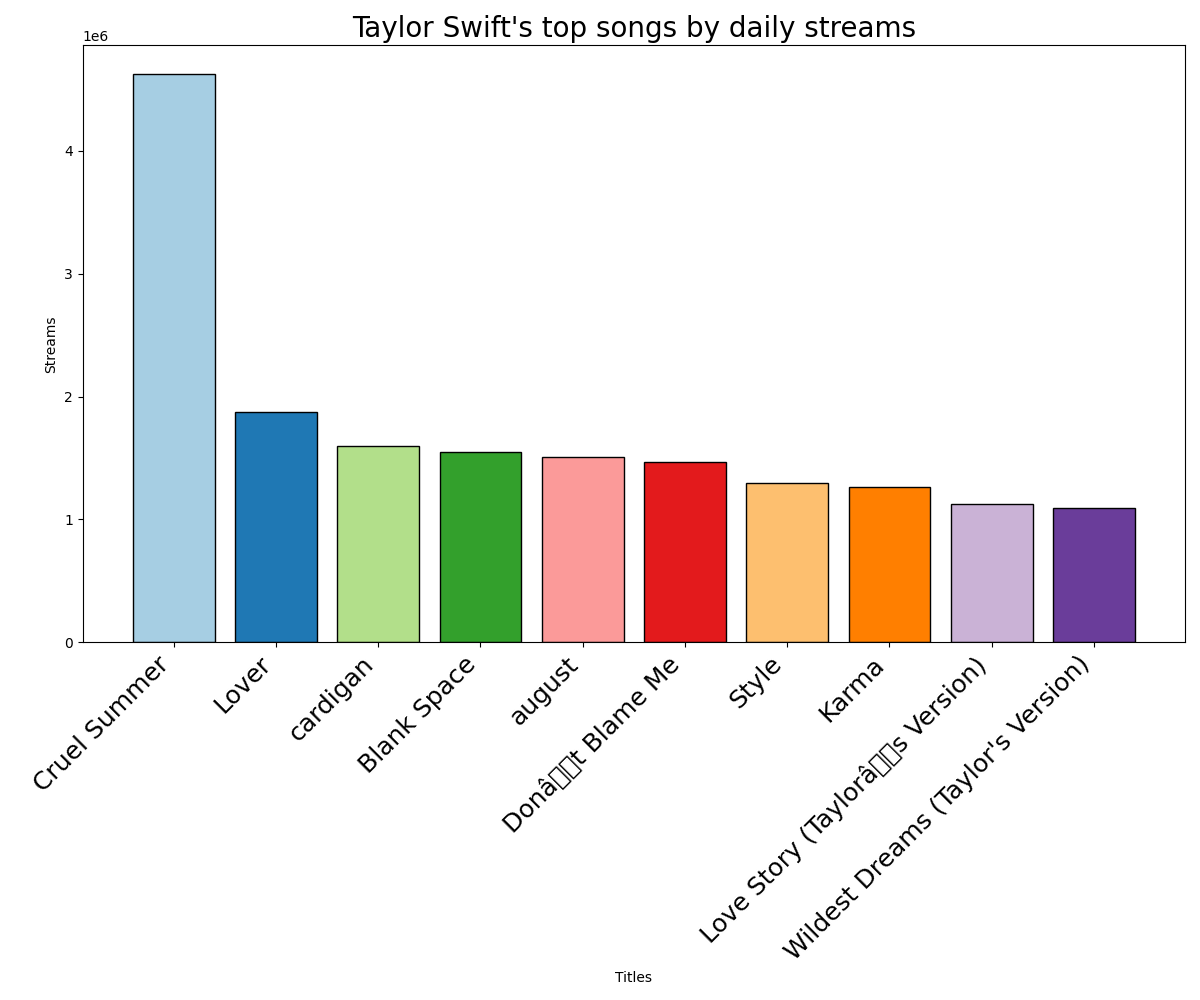 Taylor Swift's top songs by daily streams
1e6
4
3
2
1
0
Streams
Cruel Summer
Lover
cardigan
Blank Space
august
Donâ▯▯t Blame Me
Style
Karma
Love Story (Taylorâ▯▯s Version)
Wildest Dreams (Taylor's Version)
Titles